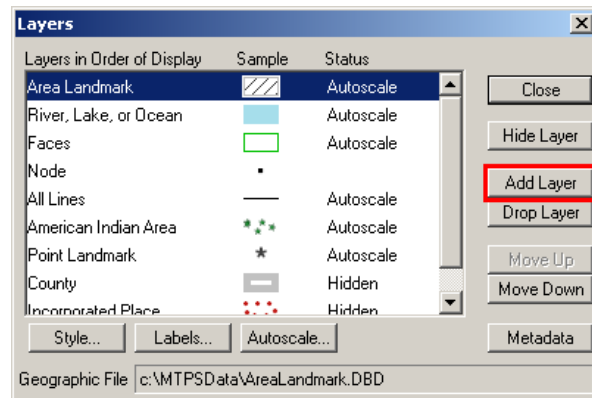 Layers
Layers in Order of Display Sample Status
Area Landmark Autoscale
River, Lake, or Ocean Autoscale
Faces Autoscale
Node
All Lines Autoscale
American Indian Area Autoscale
Point Landmark Autoscale
County Hidden
Incorporated Place Hidden
Close
Hide Layer
Add Layer
Drop Layer
Move Up
Move Down
Style... Labels... Autoscale... Metadata
Geographic File c:\MTPSData\AreaLandmark.DBD